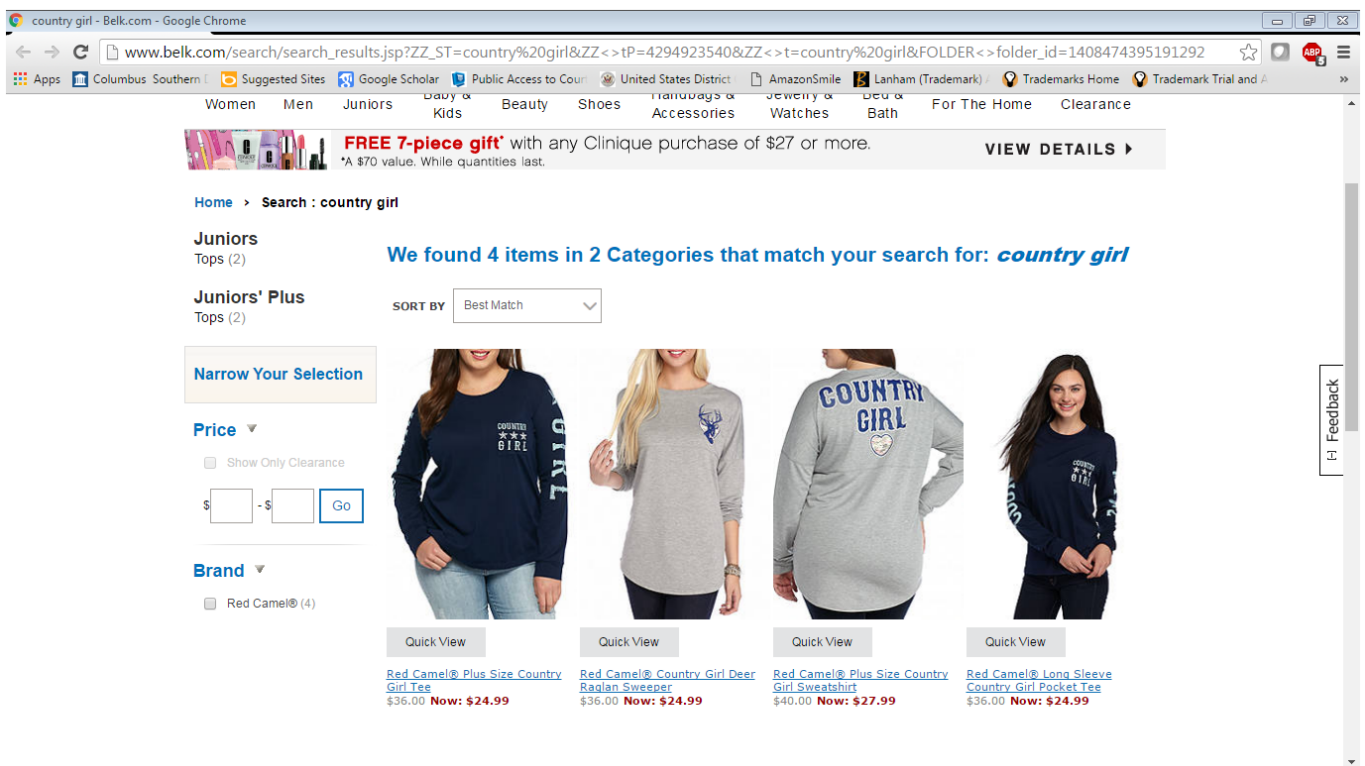 country girl - Belk.com - Google Chrome
www.belk.com/search/search_results.jsp?ZZ_ST=country%20girl&ZZ<>tP=4294923540&ZZ<>t=country%20girl&FOLDER<>folder_id=1408474395191292
ABP 5
Apps Columbus Southern Suggested Sites Google Scholar Public Access to Cour United States District AmazonSmile Lanham (Trademark) Trademarks Home Trademark Trial and A »
Women Men Juniors Baby & Kids Beauty Shoes Handbags & Accessories Jewelry & Watches Bed & Bath For The Home Clearance
FREE 7-piece gift* with any Clinique purchase of $27 or more.
*A $70 value. While quantities last.
VIEW DETAILS
Home > Search : country girl
Juniors
Tops (2)
Juniors' Plus
Tops (2)
We found 4 items in 2 Categories that match your search for: country girl
SORT BY Best Match
Narrow Your Selection
Price
Show Only Clearance
$ - $ Go
Brand
Red Camel® (4)
COUNTRY
GIRL
GIRL
COUNTRY
GIRL
COUNTRY
GIRL
[-] Feedback
Quick View Quick View Quick View Quick View
Red Camel® Plus Size Country
Girl Tee
$36.00 Now: $24.99
Red Camel® Country Girl Deer
Raglan Sweeper
$36.00 Now: $24.99
Red Camel® Plus Size Country
Girl Sweatshirt
$40.00 Now: $27.99
Red Camel® Long Sleeve
Country Girl Pocket Tee
$36.00 Now: $24.99